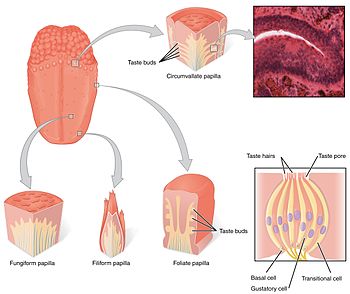 Taste buds
Circumvallate papilla
Taste hairs
Taste pore
Taste buds
Fungiform papilla
Filiform papilla
Foliate papilla
Basal cell
Transitional cell
Gustatory cell